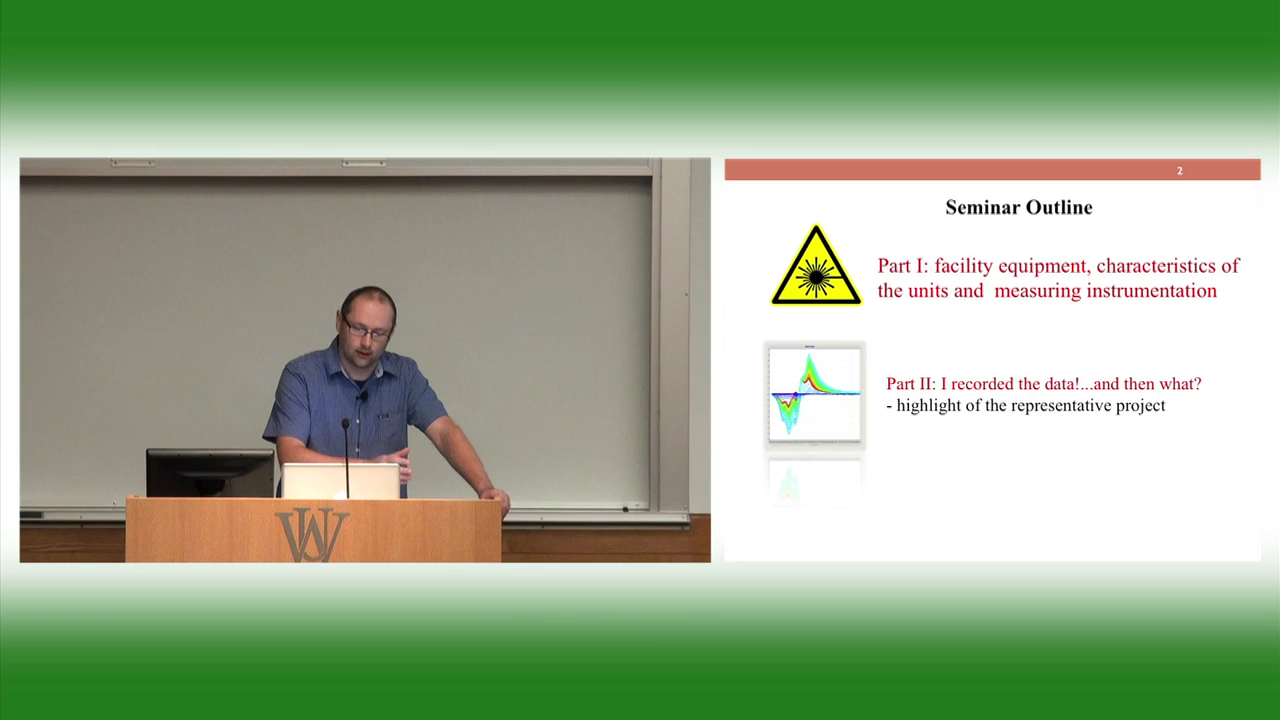 WU
2
Seminar Outline
Part I: facility equipment, characteristics of
the units and measuring instrumentation
Part II: I recorded the data!...and then what?
- highlight of the representative project